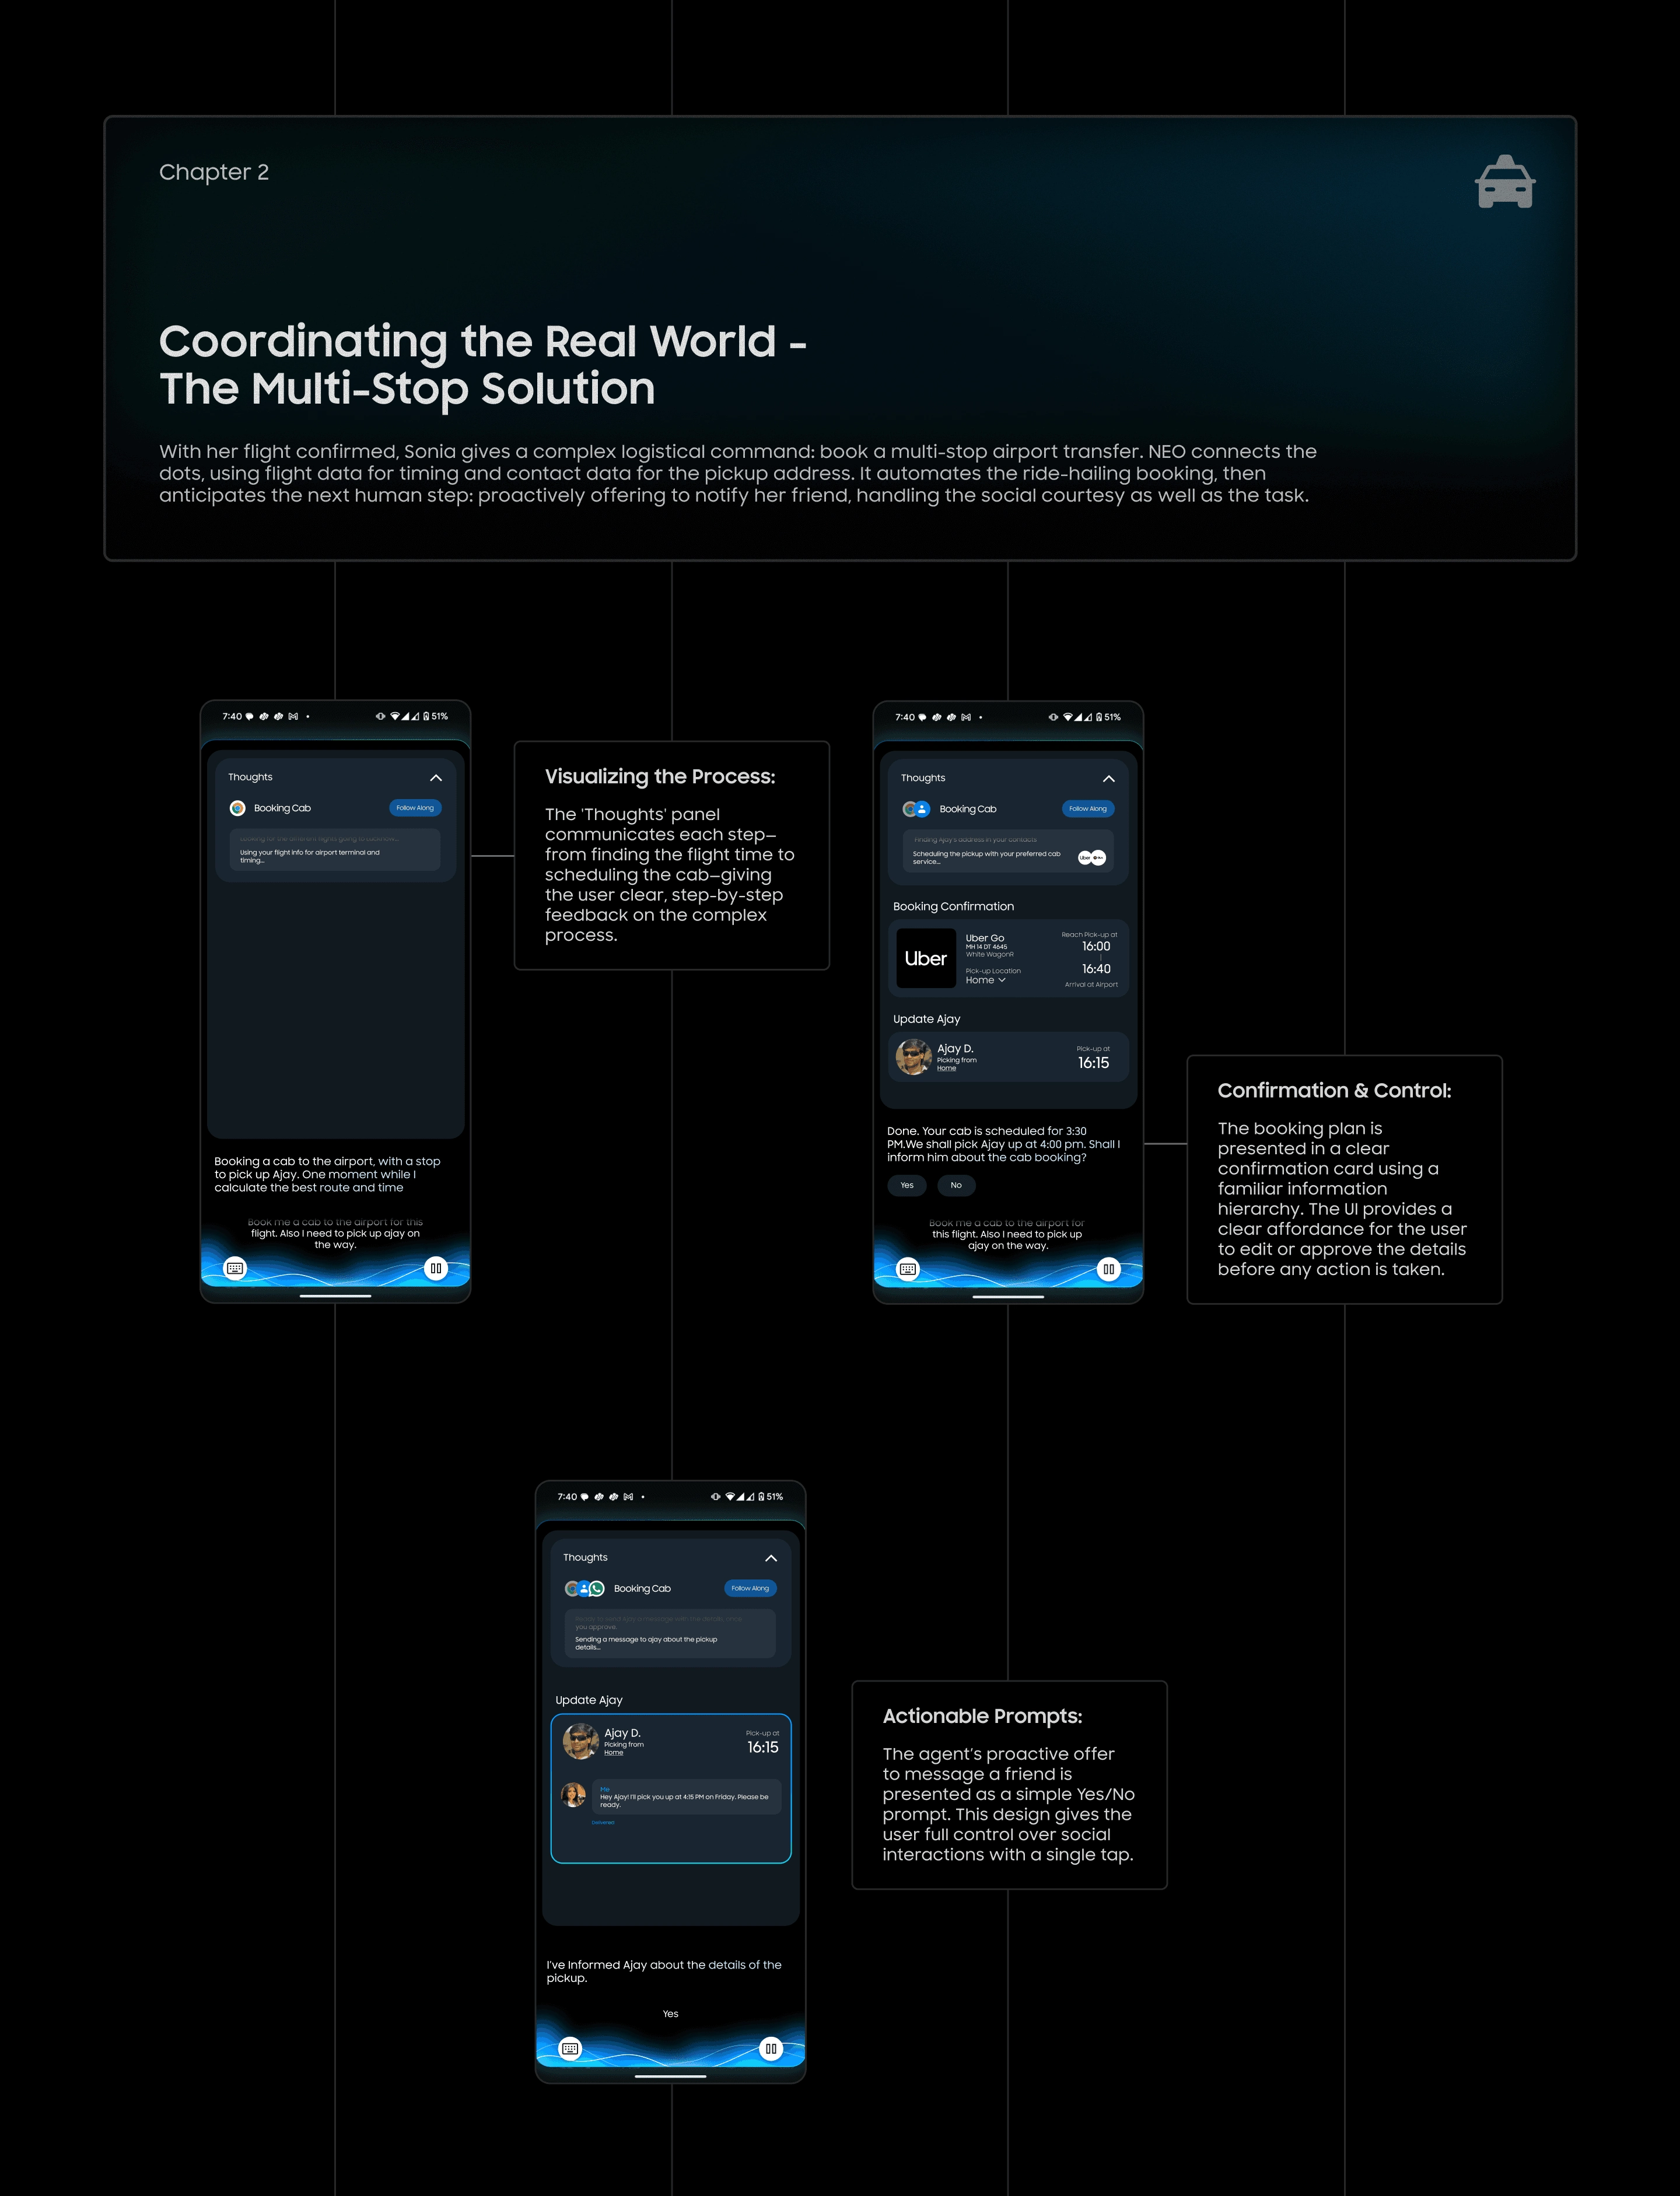 Chapter 2
Coordinating the Real World -
The Multi-Stop Solution
With her flight confirmed, Sonia gives a complex logistical command: book a multi-stop airport transfer. NEO connects the
dots, using flight data for timing and contact data for the pickup address. It automates the ride-hailing booking, then
anticipates the next human step: proactively offering to notify her friend, handling the social courtesy as well as the task.
7:40
51%
Thoughts
Booking Cab
Follow Along
Using your flight info for airport terminal and
timing...
Booking a cab to the airport, with a stop
to pick up Ajay. One moment while I
calculate the best route and time
Book me a cab to the airport for this
flight. Also I need to pick up ajay on
the way.
Visualizing the Process:
The 'Thoughts' panel
communicates each step—
from finding the flight time to
scheduling the cab—giving
the user clear, step-by-step
feedback on the complex
process.
7:40
51%
Thoughts
Booking Cab
Follow Along
Finding Ajay's address in your contacts
Scheduling the pickup with your preferred cab
service...
Uber
Booking Confirmation
Uber
Uber Go
MH 14 DT 4645
White WagonR
Pick-up Location
Home
Reach Pick-up at
16:00
16:40
Arrival at Airport
Update Ajay
Ajay D.
Picking from
Home
Pick-up at
16:15
Done. Your cab is scheduled for 3:30
PM.We shall pick Ajay up at 4:00 pm. Shall I
inform him about the cab booking?
Yes
No
Book me a cab to the airport for
this flight. Also I need to pick up
ajay on the way.
Confirmation & Control:
The booking plan is
presented in a clear
confirmation card using a
familiar information
hierarchy. The UI provides a
clear affordance for the user
to edit or approve the details
before any action is taken.
7:40
51%
Thoughts
Booking Cab
Follow Along
Ready to send Ajay a message with the details, once
you approve.
Sending a message to ajay about the pickup
details...
Update Ajay
Ajay D.
Picking from
Home
Pick-up at
16:15
Me
Hey Ajay! I'll pick you up at 4:15 PM on Friday. Please be
ready.
I've Informed Ajay about the details of the
pickup.
Yes
Actionable Prompts:
The agent's proactive offer
to message a friend is
presented as a simple Yes/No
prompt. This design gives the
user full control over social
interactions with a single tap.